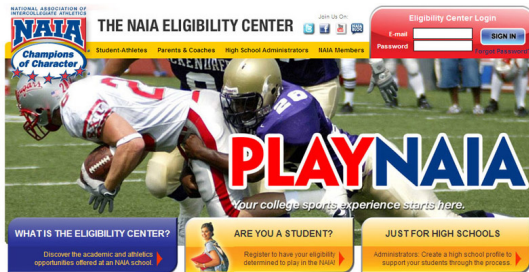 NATIONAL ASSOCIATION OF
INTERCOLLEGIATE ATHLETICS
NAIA
Champions
of Character
THE NAIA ELIGIBILITY CENTER
Join Us On:
NAIA
BLOG
Eligibility Center Login
E-mail
Password
SIGN IN
Forgot Password?
Student-Athletes Parents & Coaches High School Administrators NAIA Members
PLAYNAIA
Your college sports experience starts here.
WHAT IS THE ELIGIBILITY CENTER?
Discover the academic and athletics
opportunities offered at an NAIA school.
ARE YOU A STUDENT?
Register to have your eligibility
determined to play in the NAIA!
JUST FOR HIGH SCHOOLS
Administrators: Create a high school profile to
support your students through the process.